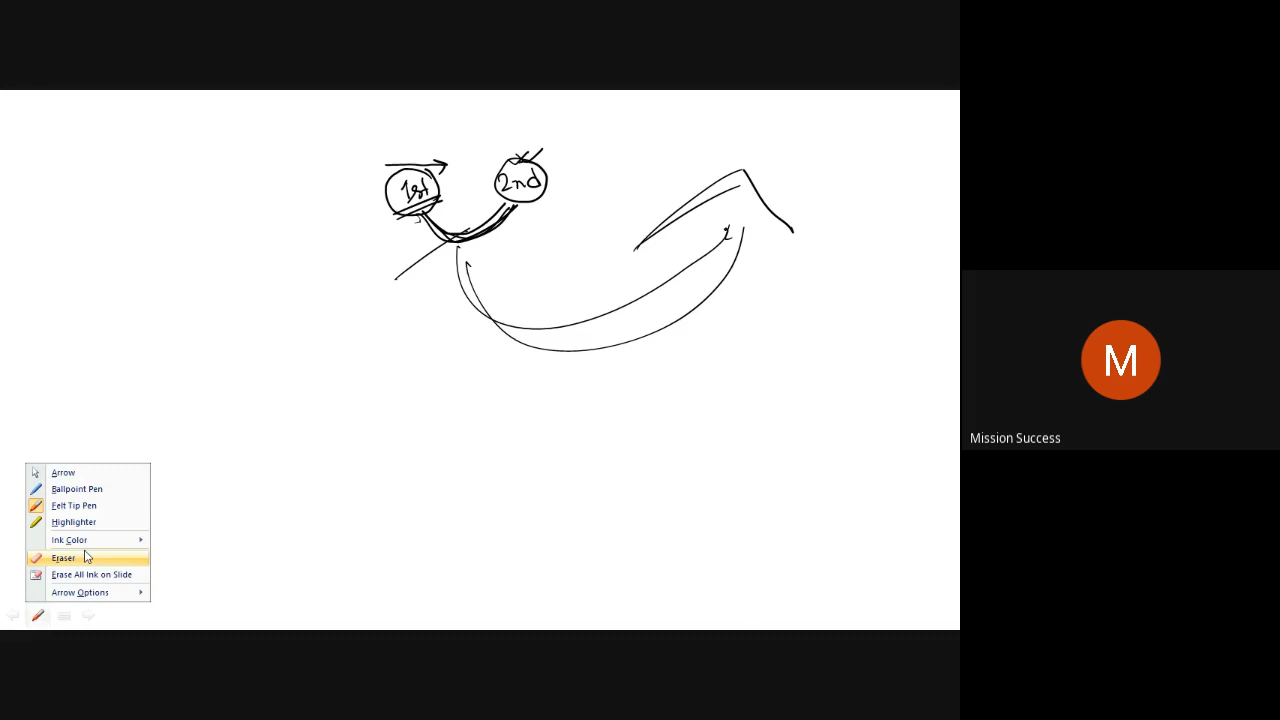 1st 2nd
M
Mission Success
Arrow
Ballpoint Pen
Felt Tip Pen
Highlighter
Ink Color
Eraser
Erase All Ink on Slide
Arrow Options